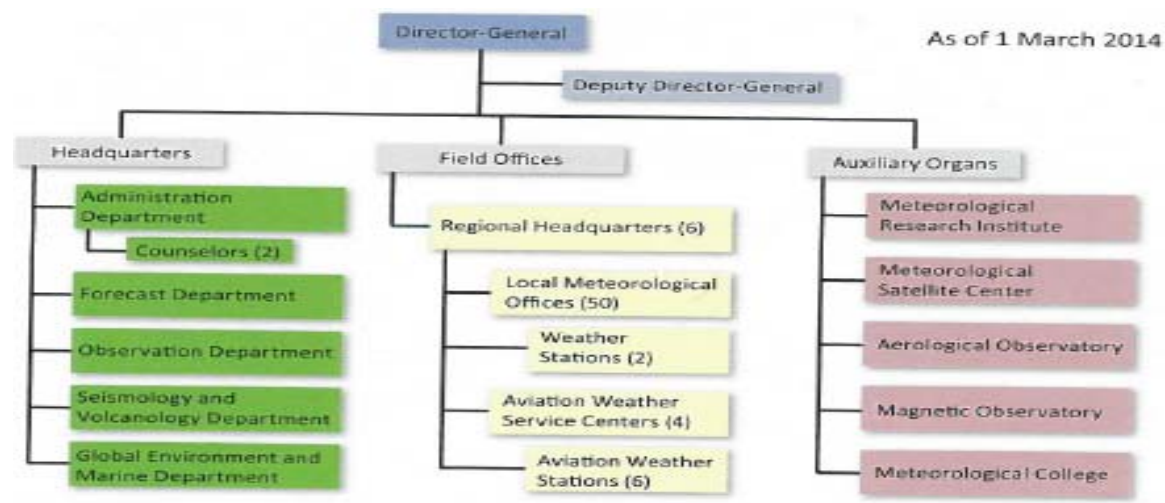 Director-General
As of 1 March 2014
Deputy Director-General
Headquarters
Administration
Department
Counselors (2)
Forecast Department
Observation Department
Seismology and
Volcanology Department
Global Environment and
Marine Department
Field Offices
Regional Headquarters (6)
Local Meteorological
Offices (50)
Weather
Stations (2)
Aviation Weather
Service Centers (4)
Aviation Weather
Stations (6)
Auxiliary Organs
Meteorological
Research Institute
Meteorological
Satellite Center
Aerological Observatory
Magnetic Observatory
Meteorological College